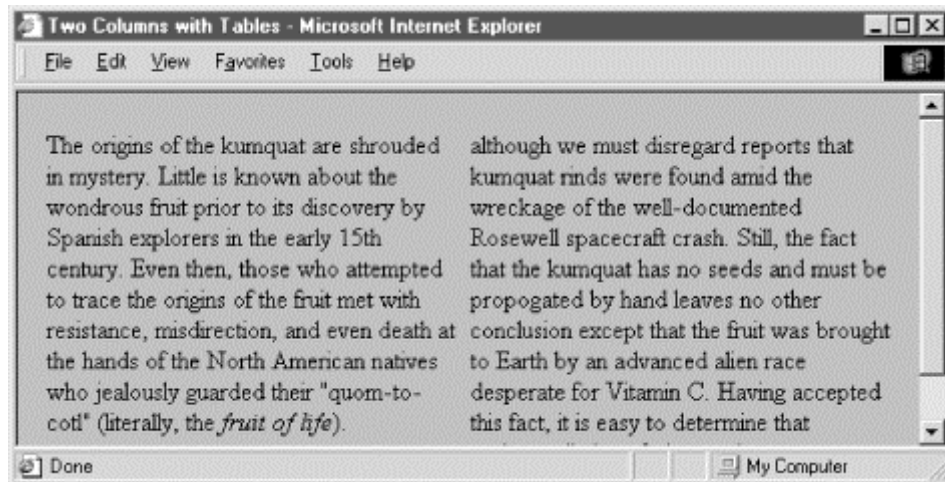 Two Columns with Tables - Microsoft Internet Explorer
File Edit View Favorites Tools Help
The origins of the kumquat are shrouded
in mystery. Little is known about the
wondrous fruit prior to its discovery by
Spanish explorers in the early 15th
century. Even then, those who attempted
to trace the origins of the fruit met with
resistance, misdirection, and even death at
the hands of the North American natives
who jealously guarded their "quom-to-
cotl" (literally, the fruit of life).
although we must disregard reports that
kumquat rinds were found amid the
wreckage of the well-documented
Rosewell spacecraft crash. Still, the fact
that the kumquat has no seeds and must be
propogated by hand leaves no other
conclusion except that the fruit was brought
to Earth by an advanced alien race
desperate for Vitamin C. Having accepted
this fact, it is easy to determine that
Done
My Computer